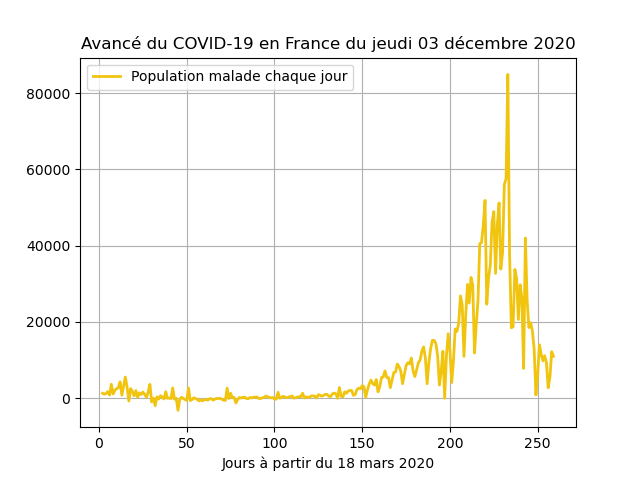 Avancé du COVID-19 en France du jeudi 03 décembre 2020
Population malade chaque jour
80000
60000
40000
20000
0
0 50 100 150 200 250
Jours à partir du 18 mars 2020